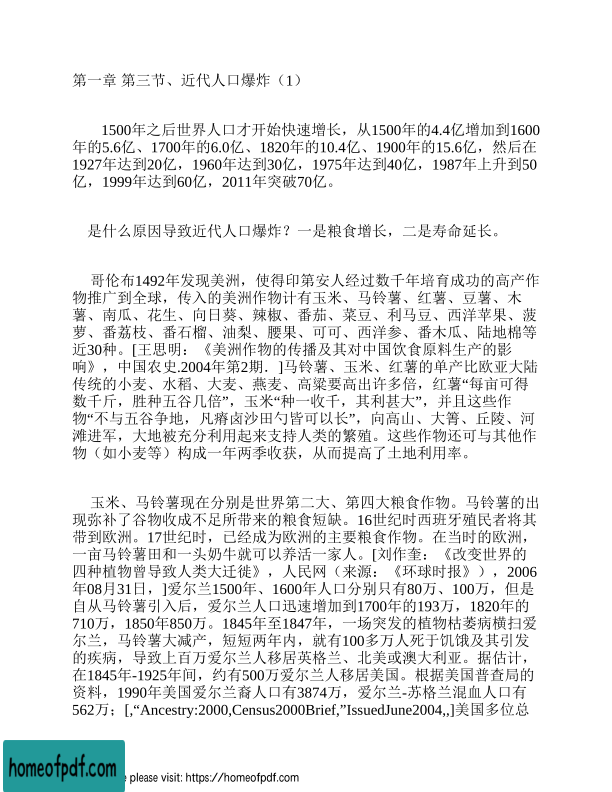 第一章 第三节、近代人口爆炸（1）
1500年之后世界人口才开始快速增长，从1500年的4.4亿增加到1600
年的5.6亿、1700年的6.0亿、1820年的10.4亿、1900年的15.6亿，然后在
1927年达到20亿，1960年达到30亿，1975年达到40亿，1987年上升到50
亿，1999年达到60亿，2011年突破70亿。
是什么原因导致近代人口爆炸？一是粮食增长，二是寿命延长。
哥伦布1492年发现美洲，使得印第安人经过数千年培育成功的高产作
物推广到全球，传入的美洲作物计有玉米、马铃薯、红薯、豆薯、木
薯、南瓜、花生、向日葵、辣椒、番茄、菜豆、利马豆、西洋苹果、菠
萝、番荔枝、番石榴、油梨、腰果、可可、西洋参、番木瓜、陆地棉等
近30种。[王思明：《美洲作物的传播及其对中国饮食原料生产的影
响》，中国农史.2004年第2期．]马铃薯、玉米、红薯的单产比欧亚大陆
传统的小麦、水稻、大麦、燕麦、高粱要高出许多倍，红薯“每亩可得
数千斤，胜种五谷几倍”，玉米“种一收千，其利甚大”，并且这些作
物“不与五谷争地，凡瘠卤沙田勺皆可以长”，向高山、大箐、丘陵、河
滩进军，大地被充分利用起来支持人类的繁殖。这些作物还可与其他作
物（如小麦等）构成一年两季收获，从而提高了土地利用率。
玉米、马铃薯现在分别是世界第二大、第四大粮食作物。马铃薯的出
现弥补了谷物收成不足所带来的粮食短缺。16世纪时西班牙殖民者将其
带到欧洲。17世纪时，已经成为欧洲的主要粮食作物。在当时的欧洲，
一亩马铃薯田和一头奶牛就可以养活一家人。[刘作奎：《改变世界的
四种植物曾导致人类大迁徙》，人民网（来源：《环球时报》），2006
年08月31日，]爱尔兰1500年、1600年人口分别只有80万、100万，但是
自从马铃薯引入后，爱尔兰人口迅速增加到1700年的193万，1820年的
710万，1850年850万。1845年至1847年，一场突发的植物枯萎病横扫爱
尔兰，马铃薯大减产，短短两年内，就有100多万人死于饥饿及其引发
的疾病，导致上百万爱尔兰人移居英格兰、北美或澳大利亚。据估计，
在1845年-1925年间，约有500万爱尔兰人移居美国。根据美国普查局的
资料，1990年美国爱尔兰裔人口有3874万，爱尔兰-苏格兰混血人口有
562万；[,“Ancestry:2000,Census2000Brief,”IssuedJune2004,,]美国多位总
homeofpdf.com
e please visit: https://homeofpdf.com